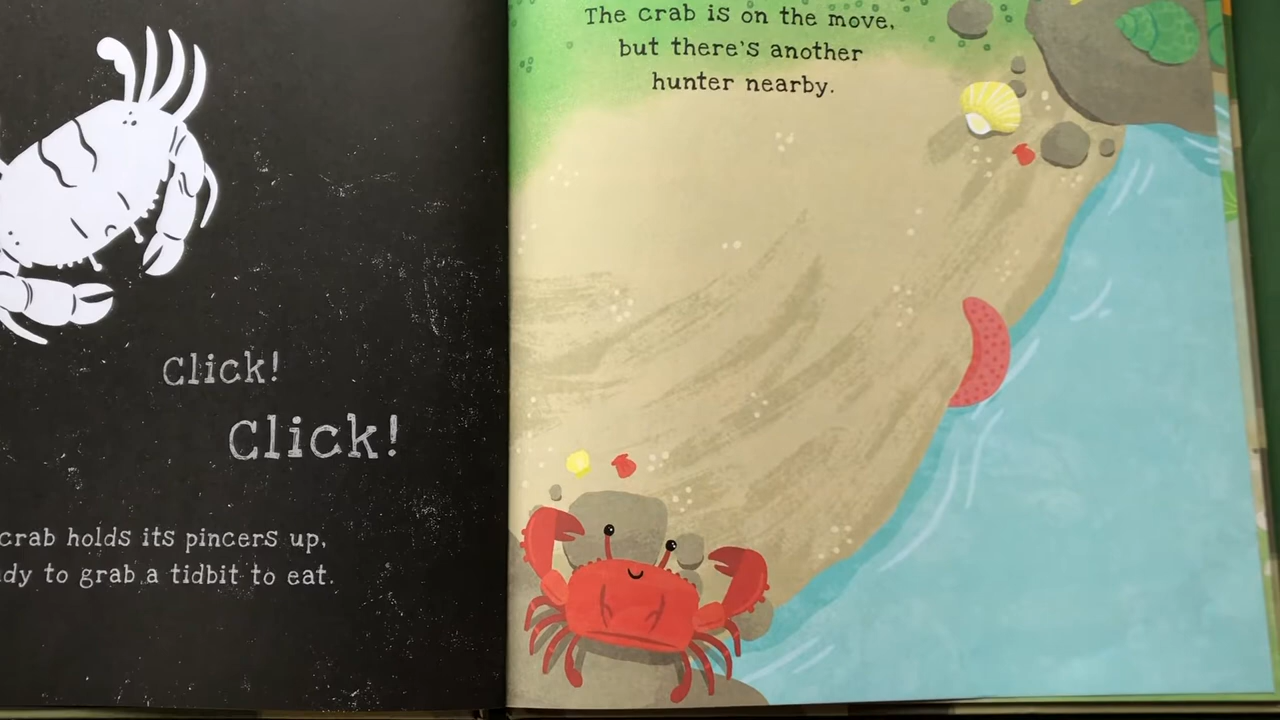 Click!
Click!
crab holds its pincers up,
to grab a tidbit to eat.
The crab is on the move,
but there's another
hunter nearby.